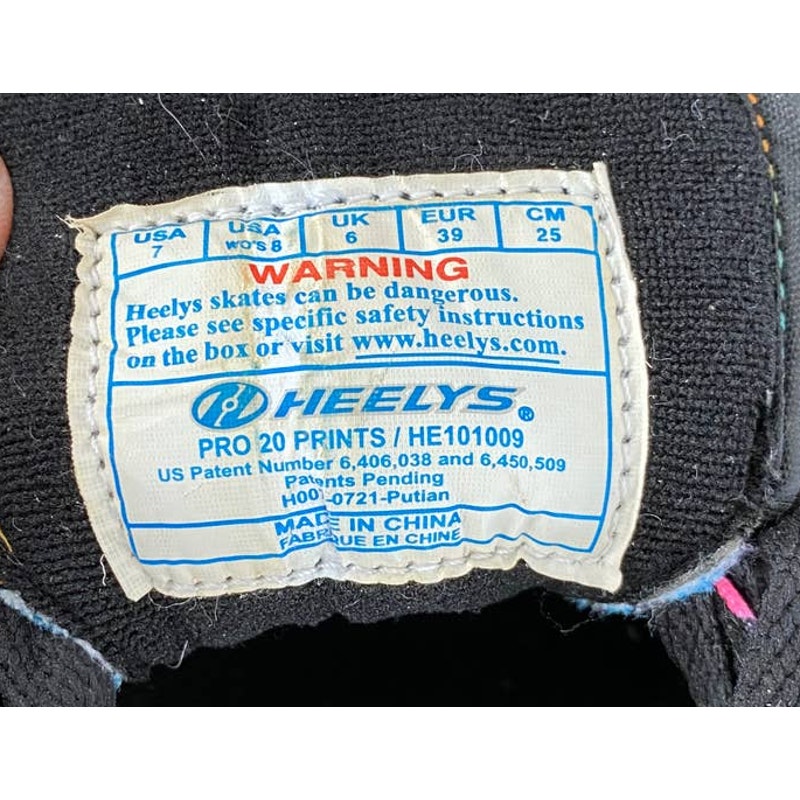 USA 7 USA WO'S 8 UK 6 EUR 39 CM 25
WARNING
Heelys skates can be dangerous.
Please see specific safety instructions
on the box or visit www.heelys.com.
HEELYS®
PRO 20 PRINTS / HE101009
US Patent Number 6,406,038 and 6,450,509
Patents Pending
-0721-Putian
MADE IN CHINA
FABRIQUE EN CHINE